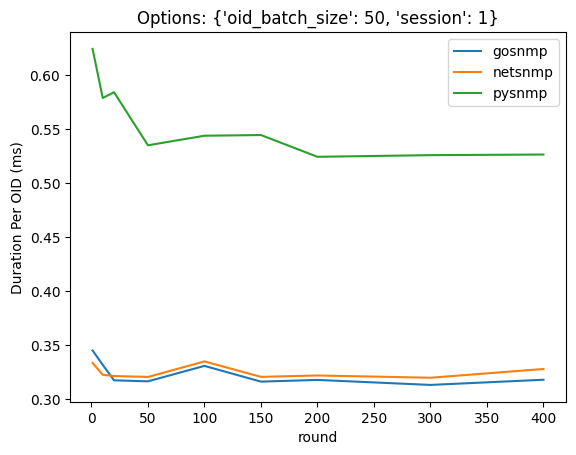 Options: {'oid_batch_size': 50, 'session': 1}
gosnmp
netsnmp
pysnmp
Duration Per OID (ms)
0.60
0.55
0.50
0.45
0.40
0.35
0.30
0 50 100 150 200 250 300 350 400
round